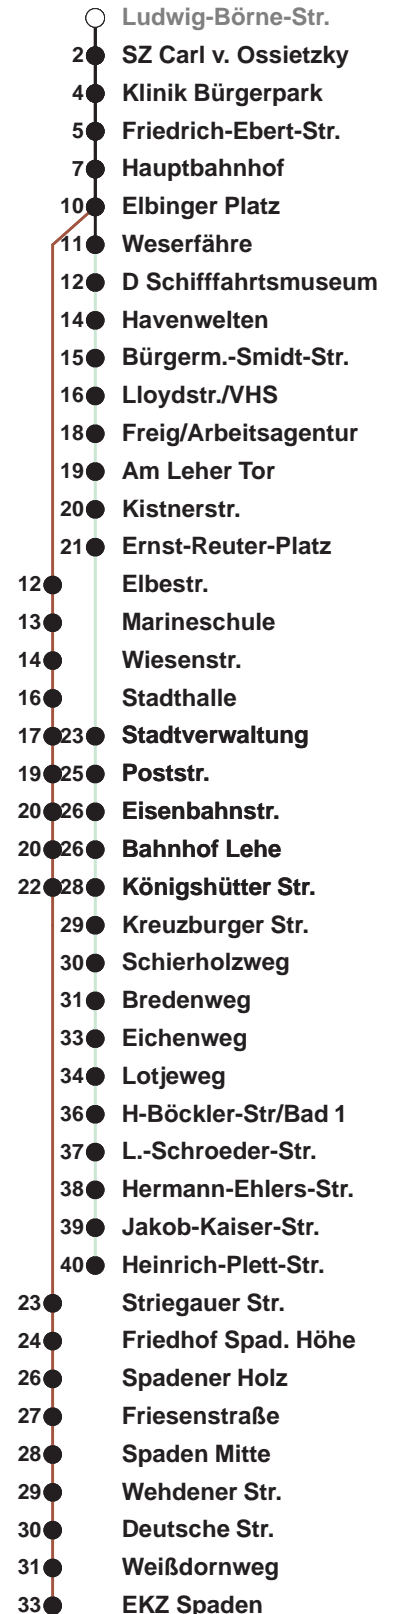 Ludwig-Börne-Str.
2 SZ Carl v. Ossietzky
4 Klinik Bürgerpark
5 Friedrich-Ebert-Str.
7 Hauptbahnhof
10 Elbinger Platz
11 Weserfähre
12 D Schifffahrtsmuseum
14 Havenwelten
15 Bürgerm.-Smidt-Str.
16 Lloydstr./VHS
18 Freig/Arbeitsagentur
19 Am Leher Tor
20 Kistnerstr.
21 Ernst-Reuter-Platz
12 Elbestr.
13 Marineschule
14 Wiesenstr.
16 Stadthalle
17 23 Stadtverwaltung
19 25 Poststr.
20 26 Eisenbahnstr.
20 26 Bahnhof Lehe
22 28 Königshütter Str.
29 Kreuzburger Str.
30 Schierholzweg
31 Bredenweg
33 Eichenweg
34 Lotjeweg
36 H-Böckler-Str/Bad 1
37 L.-Schroeder-Str.
38 Hermann-Ehlers-Str.
39 Jakob-Kaiser-Str.
40 Heinrich-Plett-Str.
23 Striegauer Str.
24 Friedhof Spad. Höhe
26 Spadener Holz
27 Friesenstraße
28 Spaden Mitte
29 Wehdener Str.
30 Deutsche Str.
31 Weißdornweg
33 EKZ Spaden